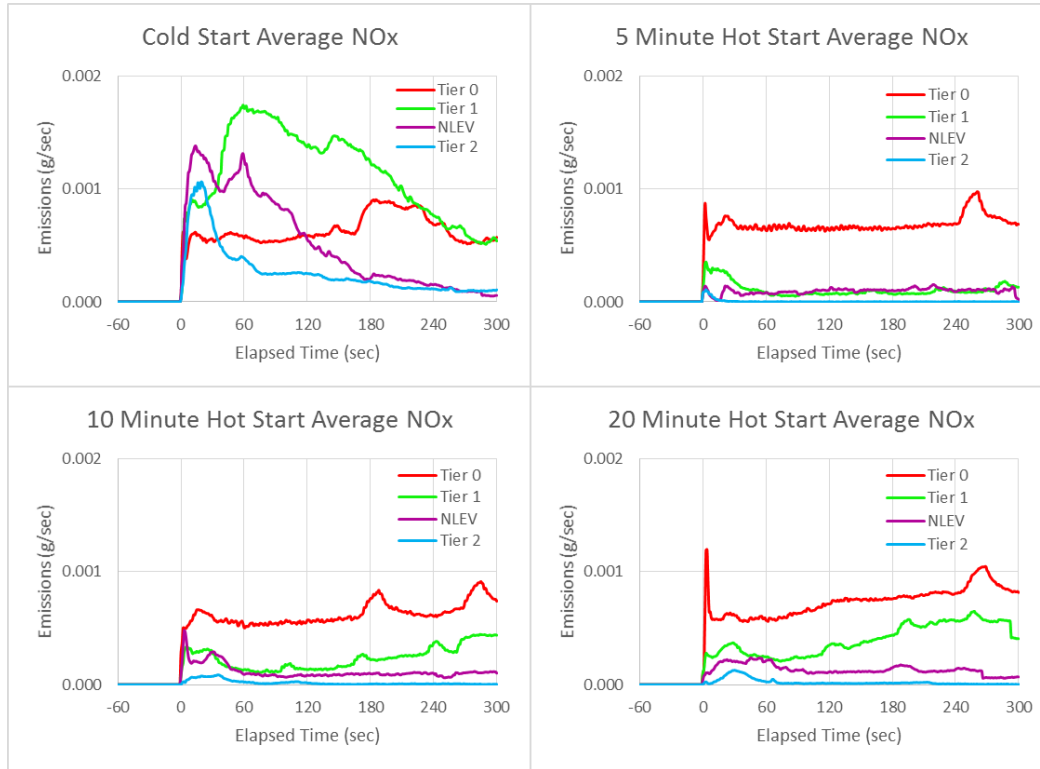 Cold Start Average NOx
0.002
0.001
0.000
Emissions (g/sec)
-60 0 60 120 180 240 300
Elapsed Time (sec)
Tier 0
Tier 1
NLEV
Tier 2
5 Minute Hot Start Average NOx
0.002
0.001
0.000
Emissions (g/sec)
-60 0 60 120 180 240 300
Elapsed Time (sec)
Tier 0
Tier 1
NLEV
Tier 2
10 Minute Hot Start Average NOx
0.002
0.001
0.000
Emissions (g/sec)
-60 0 60 120 180 240 300
Elapsed Time (sec)
Tier 0
Tier 1
NLEV
Tier 2
20 Minute Hot Start Average NOx
0.002
0.001
0.000
Emissions (g/sec)
-60 0 60 120 180 240 300
Elapsed Time (sec)
Tier 0
Tier 1
NLEV
Tier 2